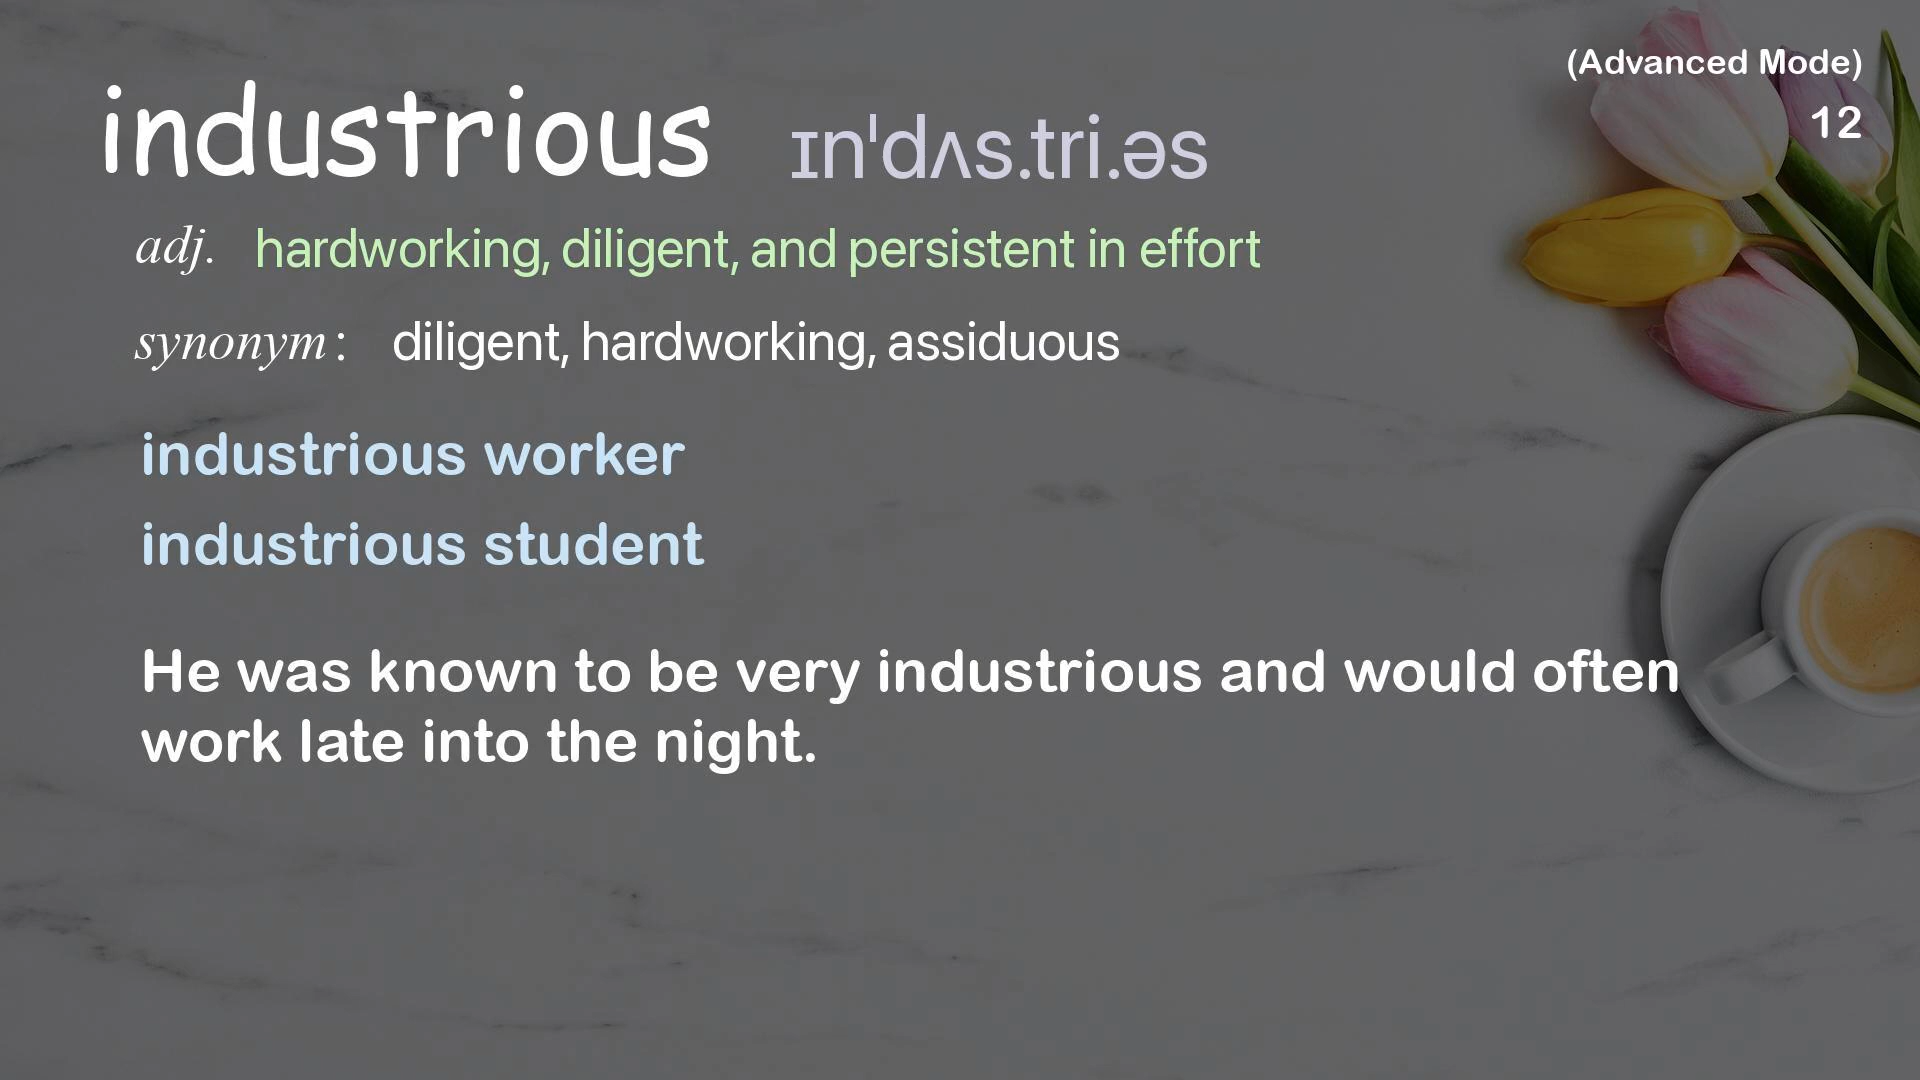 (Advanced Mode)
12
industrious ɪnˈdʌs.tri.əs
adj. hardworking, diligent, and persistent in effort
synonym : diligent, hardworking, assiduous
industrious worker
industrious student
He was known to be very industrious and would often
work late into the night.